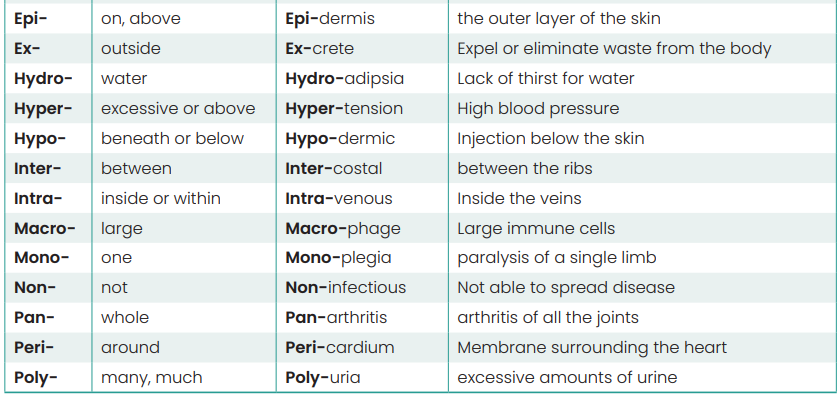 Epi- on, above Epi-dermis the outer layer of the skin
Ex- outside Ex-crete Expel or eliminate waste from the body
Hydro- water Hydro-adipsia Lack of thirst for water
Hyper- excessive or above Hyper-tension High blood pressure
Hypo- beneath or below Hypo-dermic Injection below the skin
Inter- between Inter-costal between the ribs
Intra- inside or within Intra-venous Inside the veins
Macro- large Macro-phage Large immune cells
Mono- one Mono-plegia paralysis of a single limb
Non- not Non-infectious Not able to spread disease
Pan- whole Pan-arthritis arthritis of all the joints
Peri- around Peri-cardium Membrane surrounding the heart
Poly- many, much Poly-uria excessive amounts of urine